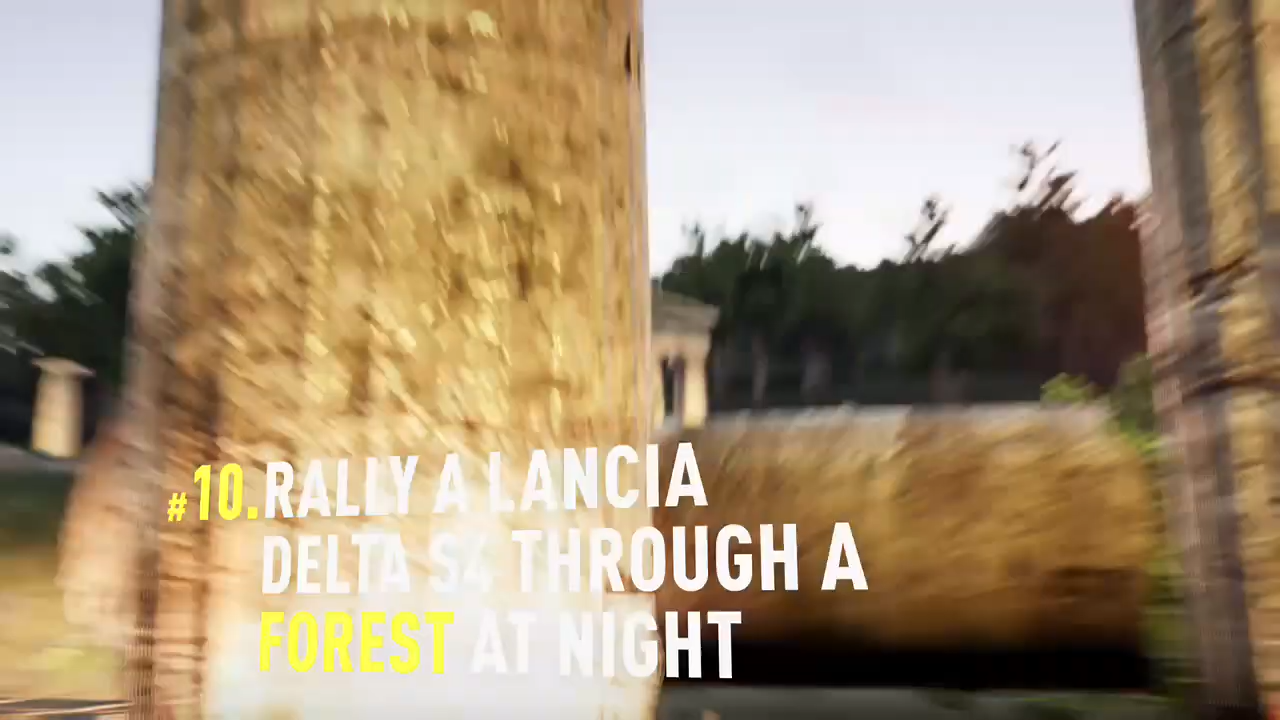 #10. RALLY A LANCIA
DELTA S4 THROUGH A
FOREST AT NIGHT